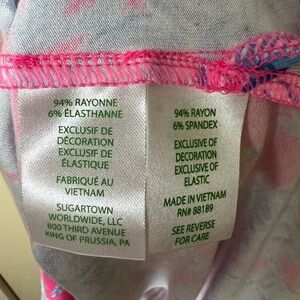 94% RAYONNE
6% ÉLASTHANNE
EXCLUSIF DE
DÉCORATION
EXCLUSIF DE
ÉLASTIQUE
FABRIQUÉ AU
VIETNAM
SUGARTOWN
WORLDWIDE, LLC
800 THIRD AVENUE
KING OF PRUSSIA, PA
94% RAYON
6% SPANDEX
EXCLUSIVE OF
DECORATION
EXCLUSIVE OF
ELASTIC
MADE IN VIETNAM
RN# 88189
SEE REVERSE
FOR CARE